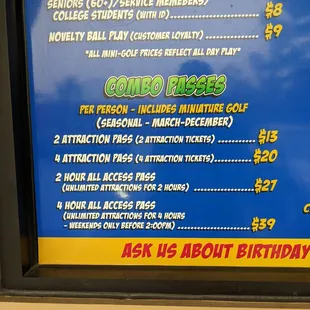 SENIORS (60+)/SERVICE MEMEBERS/
COLLEGE STUDENTS (WITH ID)........................$8
NOVELTY BALL PLAY (CUSTOMER LOYALTY)................$9
*ALL MINI-GOLF PRICES REFLECT ALL DAY PLAY*
COMBO PASSES
PER PERSON - INCLUDES MINIATURE GOLF
(SEASONAL - MARCH-DECEMBER)
2 ATTRACTION PASS (2 ATTRACTION TICKETS)...........$13
4 ATTRACTION PASS (4 ATTRACTION TICKETS)...........$20
2 HOUR ALL ACCESS PASS
(UNLIMITED ATTRACTIONS FOR 2 HOURS)................$27
4 HOUR ALL ACCESS PASS
(UNLIMITED ATTRACTIONS FOR 4 HOURS
- WEEKENDS ONLY BEFORE 2:00PM)....................$39
ASK US ABOUT BIRTHDAY